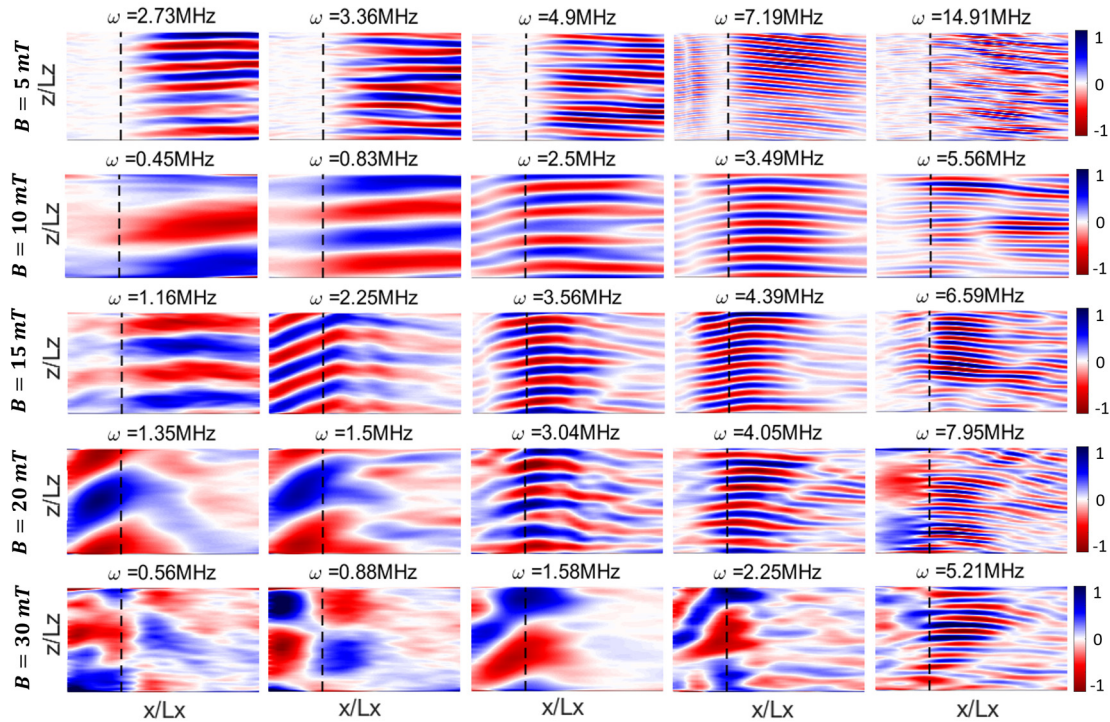 ω =2.73MHz ω =3.36MHz ω =4.9MHz ω =7.19MHz ω =14.91MHz
B = 5 mT z/Lz 1 0 -1
ω =0.45MHz ω =0.83MHz ω =2.5MHz ω =3.49MHz ω =5.56MHz
B = 10 mT z/Lz 1 0 -1
ω =1.16MHz ω =2.25MHz ω =3.56MHz ω =4.39MHz ω =6.59MHz
B = 15 mT z/Lz 1 0 -1
ω =1.35MHz ω =1.5MHz ω =3.04MHz ω =4.05MHz ω =7.95MHz
B = 20 mT z/Lz 1 0 -1
ω =0.56MHz ω =0.88MHz ω =1.58MHz ω =2.25MHz ω =5.21MHz
B = 30 mT z/Lz 1 0 -1
x/Lx x/Lx x/Lx x/Lx x/Lx